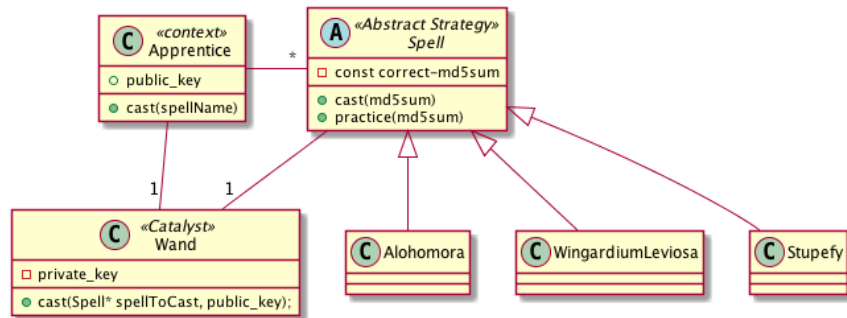 C «context»
Apprentice
public_key
cast(spellName)
*
A «Abstract Strategy»
Spell
const correct-md5sum
cast(md5sum)
practice(md5sum)
1
1
C «Catalyst»
Wand
private_key
cast(Spell* spellToCast, public_key);
C Alohomora
C WingardiumLeviosa
C Stupefy